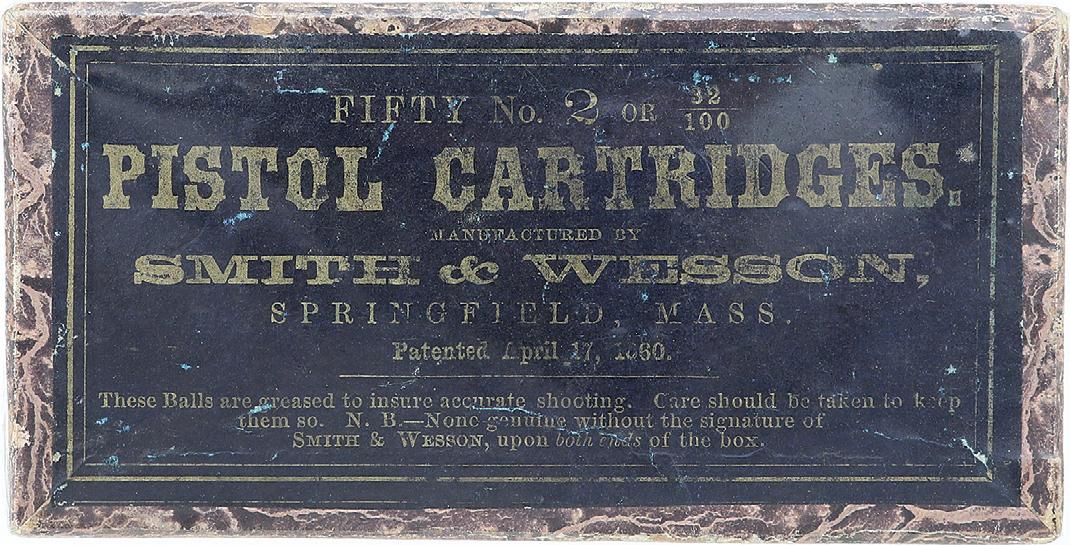 FIFTY No. 2 OR 32/100
PISTOL CARTRIDGES.
MANUFACTURED BY
SMITH & WESSON,
SPRINGFIELD, MASS.
Patented April 17, 1860.
These Balls are greased to insure accurate shooting. Care should be taken to keep
them so. N. B.—None genuine without the signature of
SMITH & WESSON, upon both ends of the box.